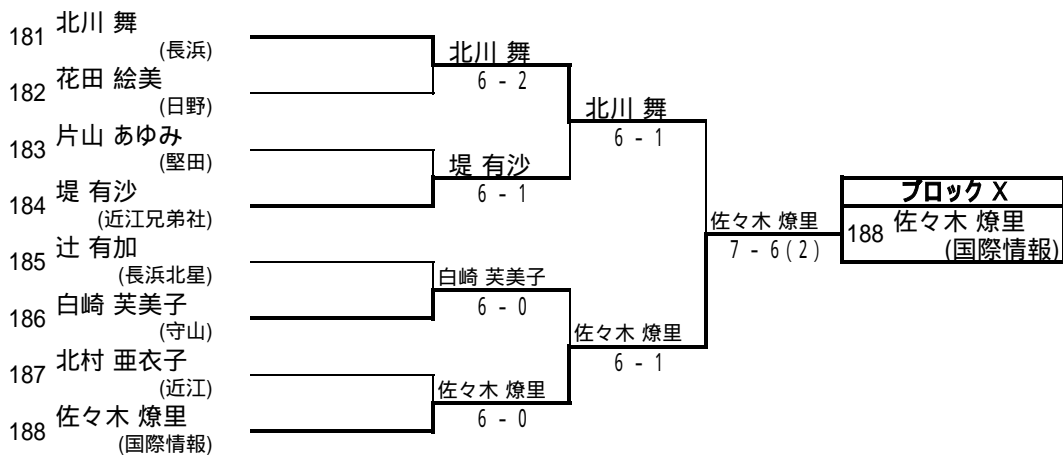 181 北川 舞
(長浜)
182 花田 絵美
(日野)
183 片山 あゆみ
(堅田)
184 堤 有沙
(近江兄弟社)
185 辻 有加
(長浜北星)
186 白崎 芙美子
(守山)
187 北村 亜衣子
(近江)
188 佐々木 燎里
(国際情報)
北川 舞
6 - 2
堤 有沙
6 - 1
白崎 芙美子
6 - 0
佐々木 燎里
6 - 0
北川 舞
6 - 1
佐々木 燎里
6 - 1
佐々木 燎里
7 - 6(2)
ブロック X
188 佐々木 燎里
(国際情報)